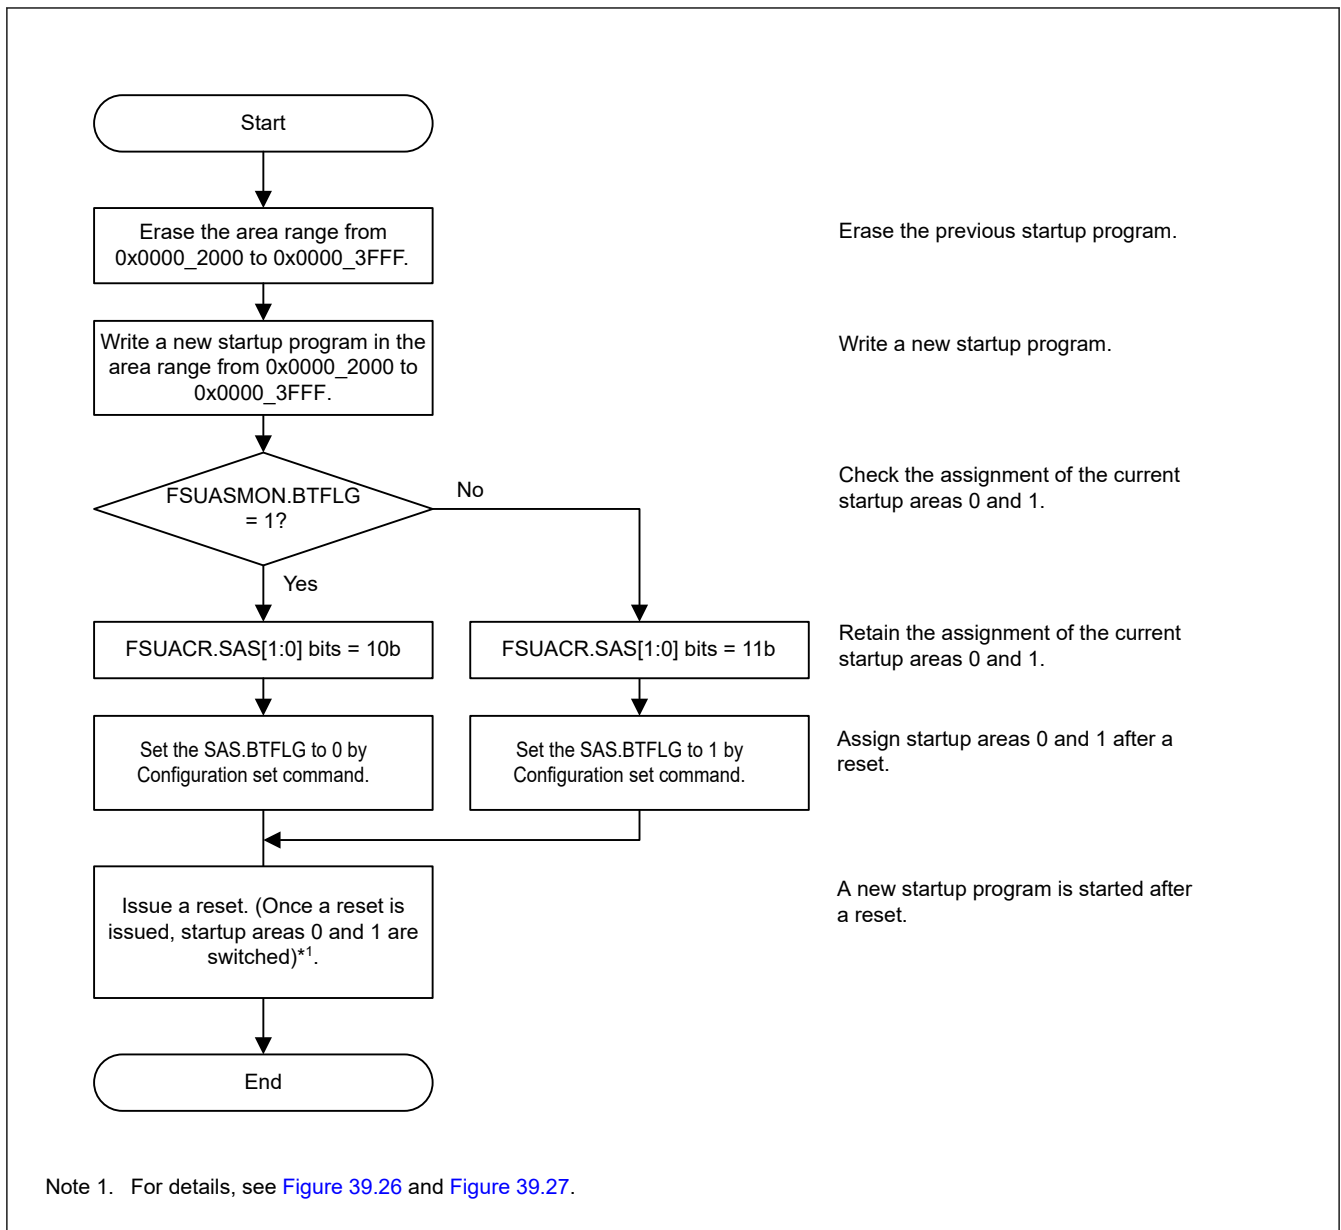 Start
Erase the area range from
0x0000_2000 to 0x0000_3FFF.
Erase the previous startup program.
Write a new startup program in the
area range from 0x0000_2000 to
0x0000_3FFF.
Write a new startup program.
FSUASMON.BTFLG
= 1?
No
Yes
Check the assignment of the current
startup areas 0 and 1.
FSUACR.SAS[1:0] bits = 10b
FSUACR.SAS[1:0] bits = 11b
Retain the assignment of the current
startup areas 0 and 1.
Set the SAS.BTFLG to 0 by
Configuration set command.
Set the SAS.BTFLG to 1 by
Configuration set command.
Assign startup areas 0 and 1 after a
reset.
Issue a reset. (Once a reset is
issued, startup areas 0 and 1 are
switched)*1.
A new startup program is started after
a reset.
End
Note 1. For details, see Figure 39.26 and Figure 39.27.